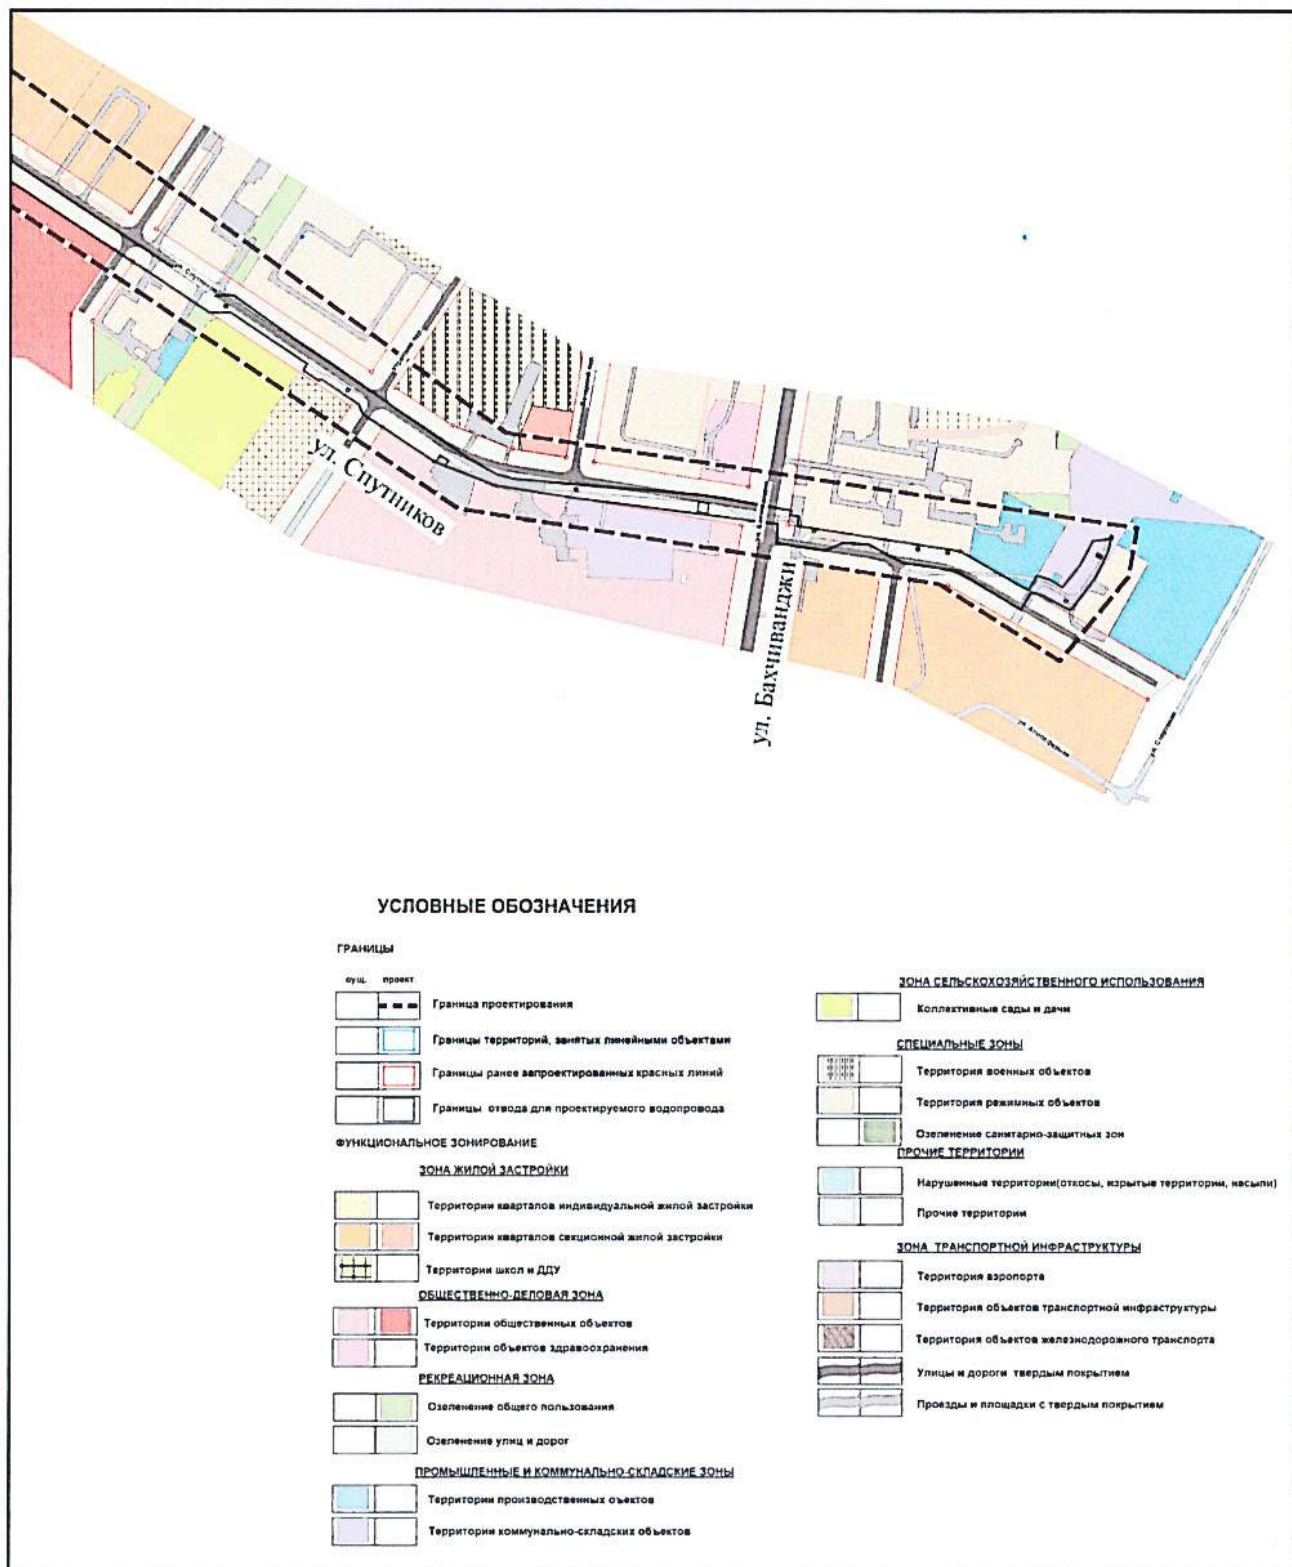 ул. Спутников
ул. Бахчиванджи
УСЛОВНЫЕ ОБОЗНАЧЕНИЯ
ГРАНИЦЫ
сущ. проект
Граница проектирования
Границы территорий, занятых линейными объектами
Границы ранее запроектированных красных линий
Границы отвода для проектируемого водопровода
ФУНКЦИОНАЛЬНОЕ ЗОНИРОВАНИЕ
ЗОНА ЖИЛОЙ ЗАСТРОЙКИ
Территории кварталов индивидуальной жилой застройки
Территории кварталов секционной жилой застройки
Территории школ и ДДУ
ОБЩЕСТВЕННО-ДЕЛОВАЯ ЗОНА
Территории общественных объектов
Территории объектов здравоохранения
РЕКРЕАЦИОННАЯ ЗОНА
Озеленение общего пользования
Озеленение улиц и дорог
ПРОМЫШЛЕННЫЕ И КОММУНАЛЬНО-СКЛАДСКИЕ ЗОНЫ
Территории производственных оъектов
Территории коммунально-складских объектов
ЗОНА СЕЛЬСКОХОЗЯЙСТВЕННОГО ИСПОЛЬЗОВАНИЯ
Коллективные сады и дачи
СПЕЦИАЛЬНЫЕ ЗОНЫ
Территория военных объектов
Территория режимных объектов
Озеленение санитарно-защитных зон
ПРОЧИЕ ТЕРРИТОРИИ
Нарушенные территории(откосы, изрытые территории, насыпи)
Прочие территории
ЗОНА ТРАНСПОРТНОЙ ИНФРАСТРУКТУРЫ
Территория аэропорта
Территория объектов транспортной инфраструктуры
Территория объектов железнодорожного транспорта
Улицы и дороги твердым покрытием
Проезды и площадки с твердым покрытием